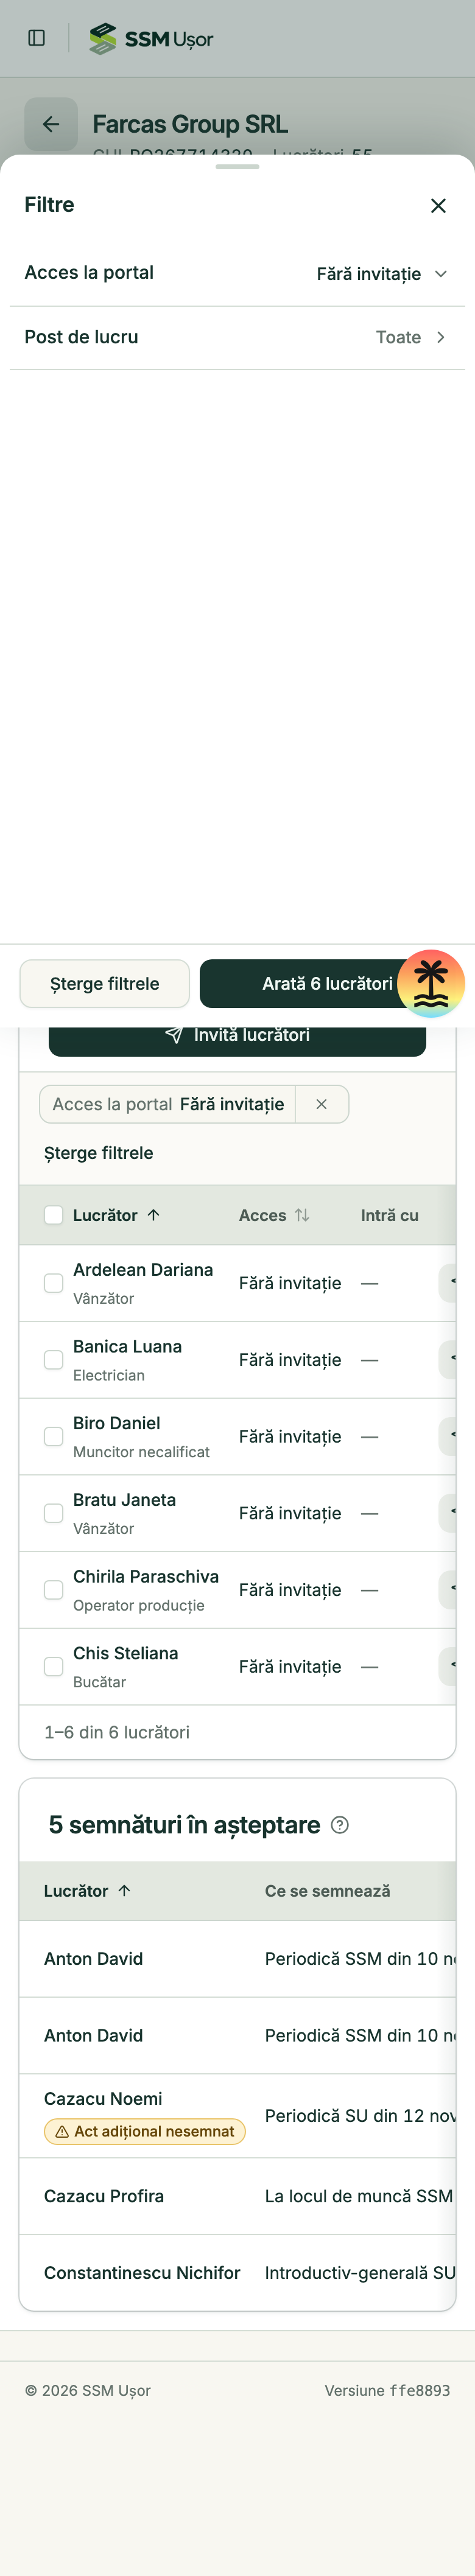 SSM Ușor
Farcas Group SRL
Filtre
Acces la portal Fără invitație
Post de lucru Toate
Șterge filtrele Arată 6 lucrători
Invită lucrători
Acces la portal Fără invitație
Șterge filtrele
Lucrător Acces Intră cu
Ardelean Dariana
Vânzător
Fără invitație —
Banica Luana
Electrician
Fără invitație —
Biro Daniel
Muncitor necalificat
Fără invitație —
Bratu Janeta
Vânzător
Fără invitație —
Chirila Paraschiva
Operator producție
Fără invitație —
Chis Steliana
Bucătar
Fără invitație —
1–6 din 6 lucrători
5 semnături în așteptare
Lucrător Ce se semnează
Anton David Periodică SSM din 10
Anton David Periodică SSM din 10
Cazacu Noemi
Act adițional nesemnat
Periodică SU din 12 nov
Cazacu Profira La locul de muncă SSM
Constantinescu Nichifor Introductiv-generală SU
© 2026 SSM Ușor Versiune ffe8893